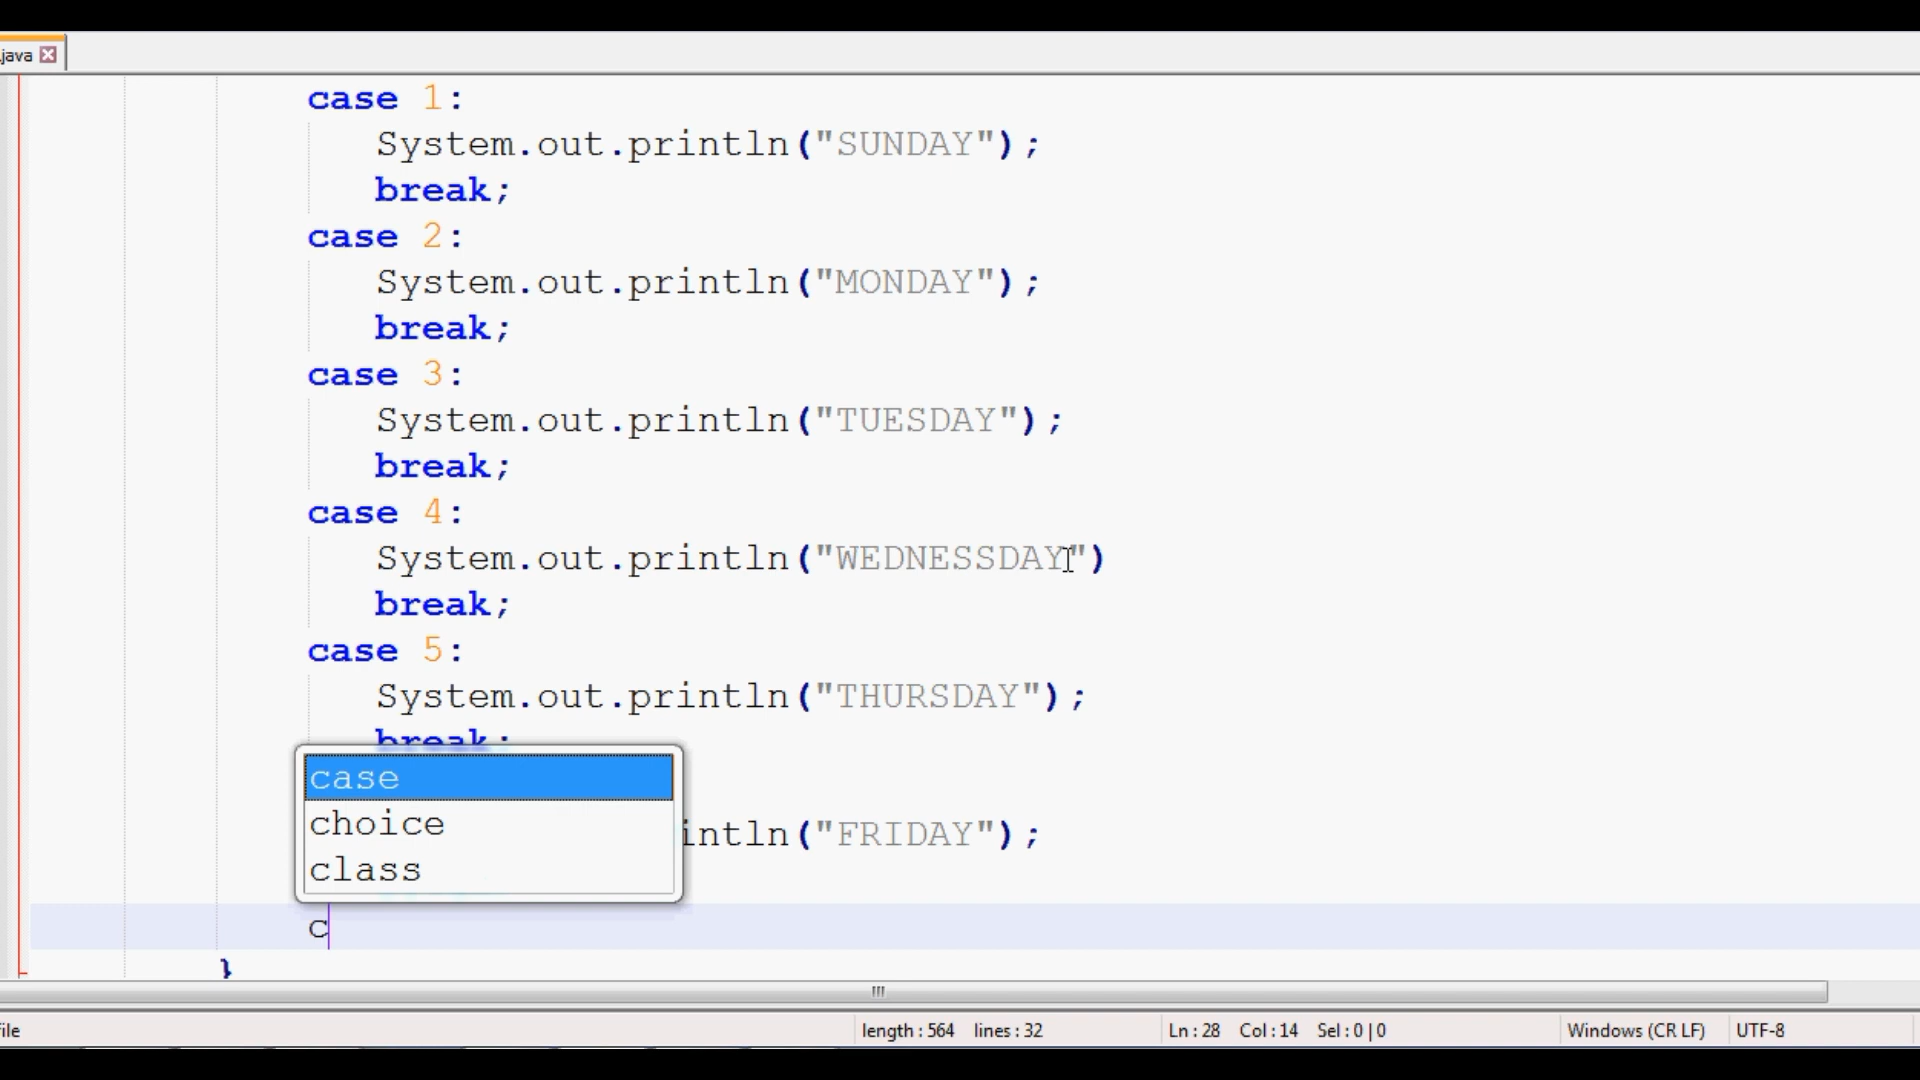 .java
case 1:
System.out.println("SUNDAY");
break;
case 2:
System.out.println("MONDAY");
break;
case 3:
System.out.println("TUESDAY");
break;
case 4:
System.out.println("WEDNESSDAY")
break;
case 5:
System.out.println("THURSDAY");
break;
case
choice
intln("FRIDAY");
class
c
}
length : 564 lines : 32 Ln : 28 Col : 14 Sel : 0 | 0 Windows (CR LF) UTF-8